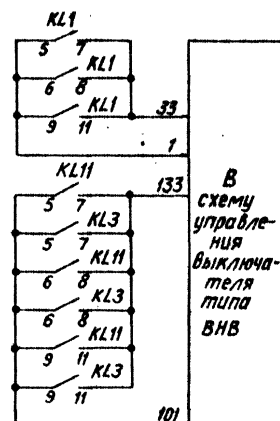 KL1
5 7
KL1
6 8
KL1
9 11
33
1
KL11
5 7
133
KL3
5 7
KL11
6 8
KL3
6 8
KL11
9 11
KL3
9 11
101
В
схему
управле-
ния
выключа-
теля
типа
ВНВ